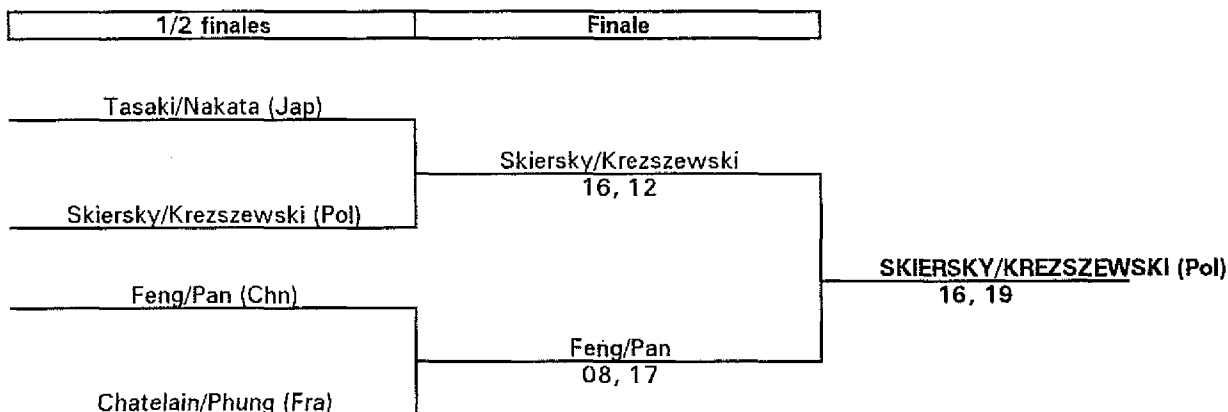 1/2 finales
Finale
Tasaki/Nakata (Jap)
Skiersky/Krezszewski
16, 12
Skiersky/Krezszewski (Pol)
SKIERSKY/KREZSZEWSKI (Pol)
16, 19
Feng/Pan (Chn)
Feng/Pan
08, 17
Chatelain/Phung (Fra)